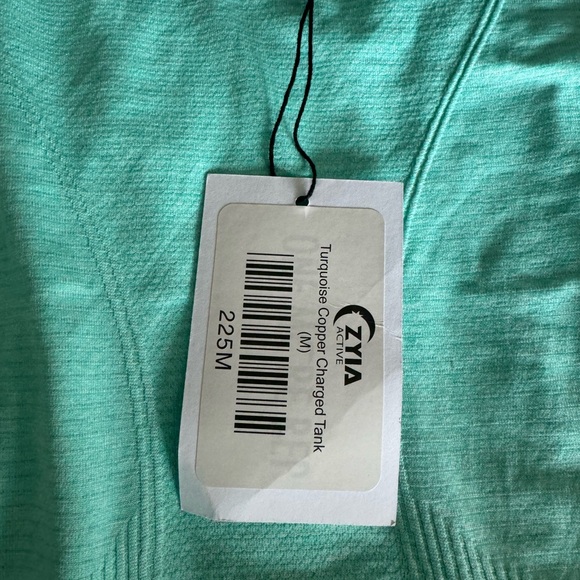 ZYIA
ACTIVE
Turquoise Copper Charged Tank
(M)
225M